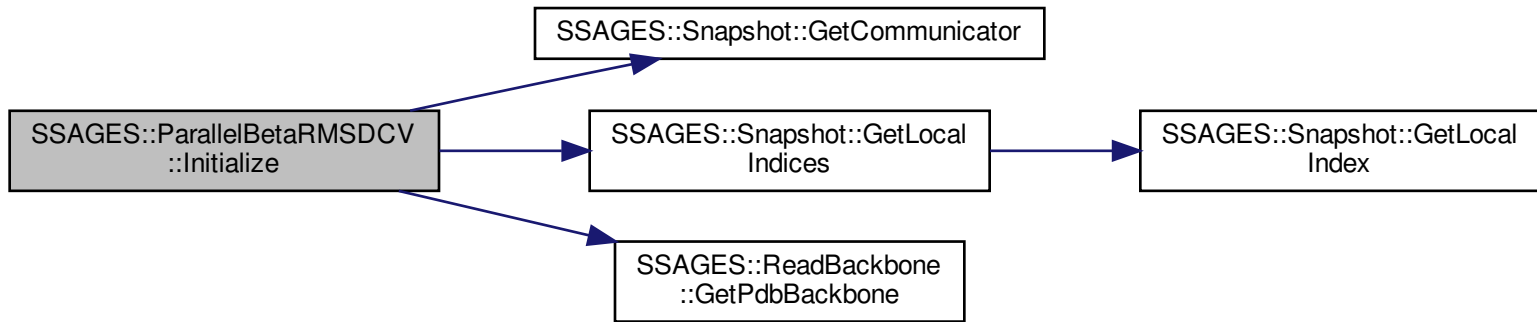 SSAGES::Snapshot::GetCommunicator
SSAGES::ParallelBetaRMSDCV
::Initialize
SSAGES::Snapshot::GetLocal
Indices
SSAGES::Snapshot::GetLocal
Index
SSAGES::ReadBackbone
::GetPdbBackbone